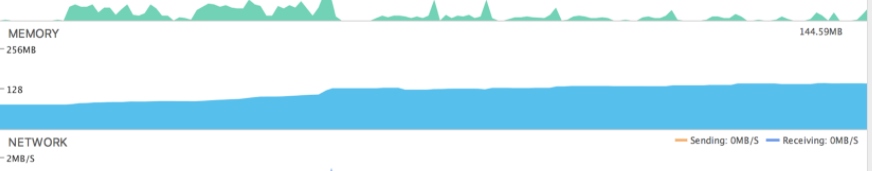 MEMORY 144.59MB
256MB
128
NETWORK Sending: 0MB/S Receiving: 0MB/S
2MB/S